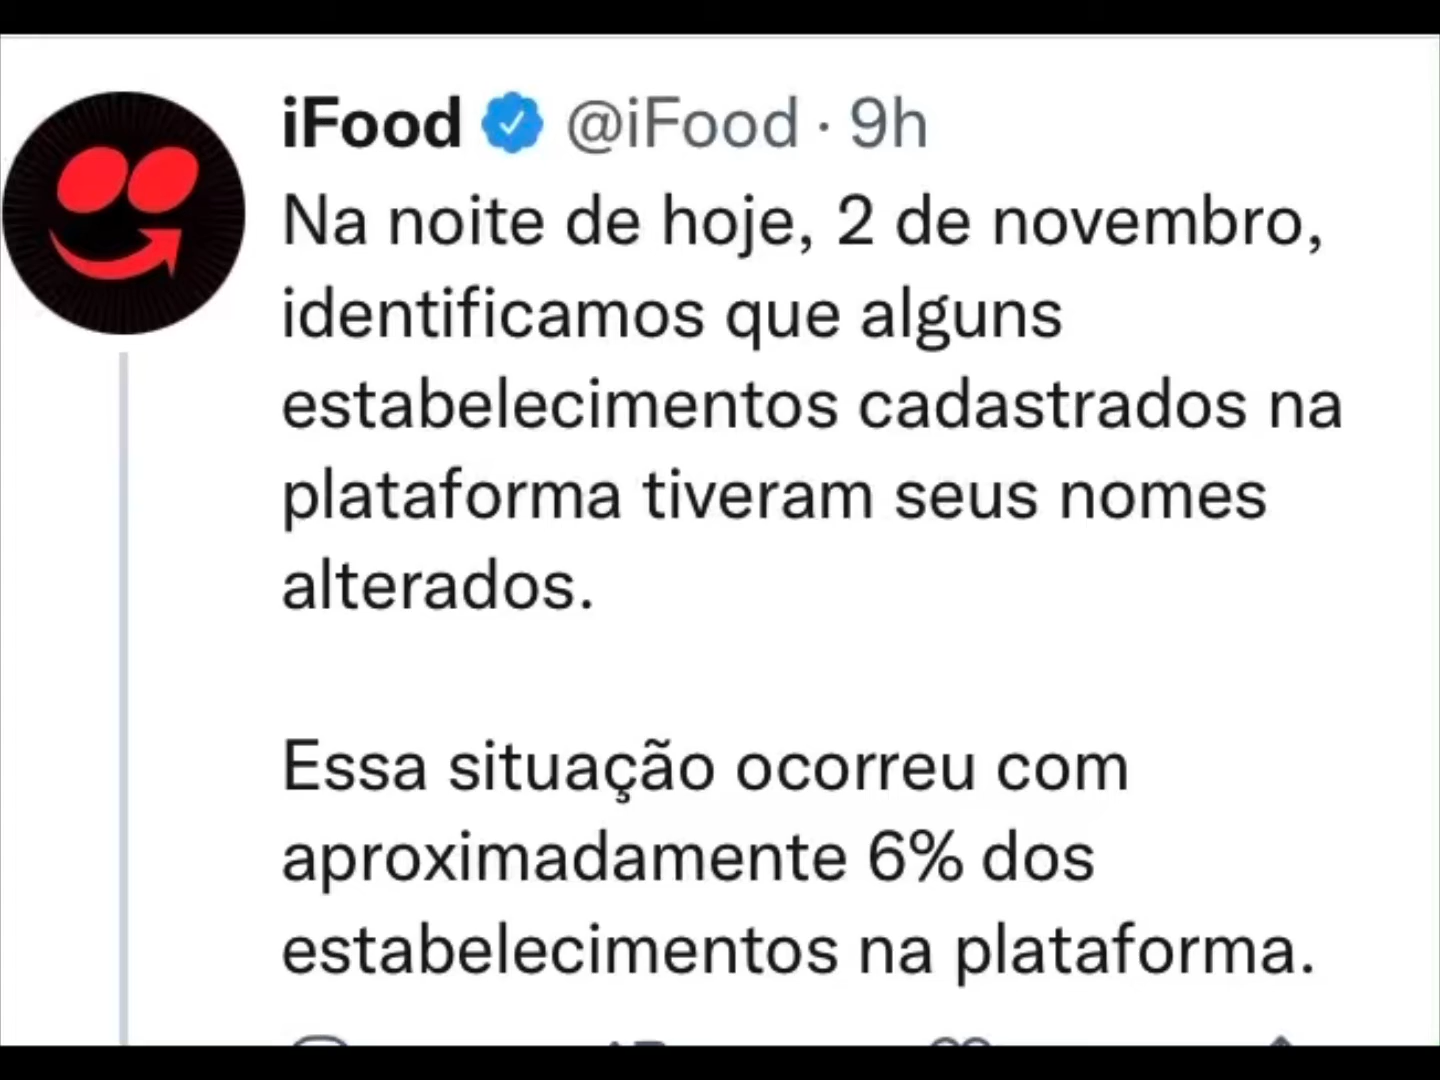 iFood @iFood · 9h
Na noite de hoje, 2 de novembro,
identificamos que alguns
estabelecimentos cadastrados na
plataforma tiveram seus nomes
alterados.
Essa situação ocorreu com
aproximadamente 6% dos
estabelecimentos na plataforma.